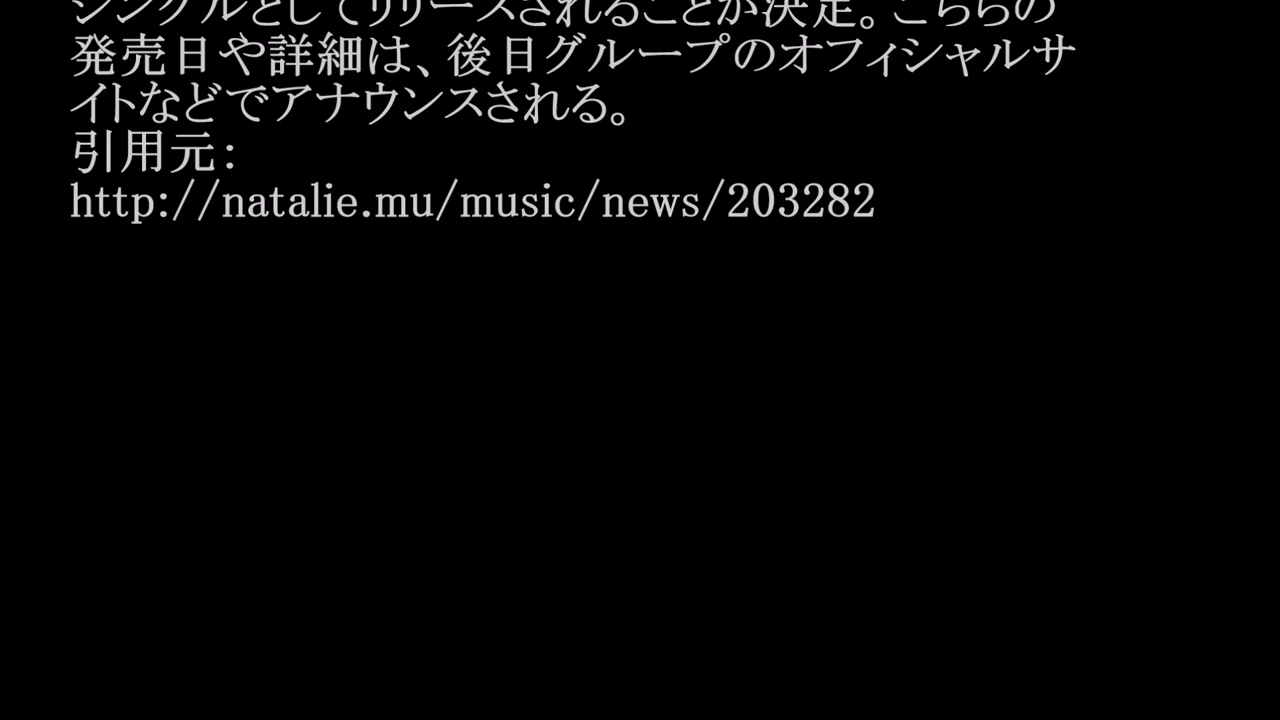 シングルとしてリリースされることが決定。こちらの
発売日や詳細は、後日グループのオフィシャルサ
イトなどでアナウンスされる。
引用元：
http://natalie.mu/music/news/203282